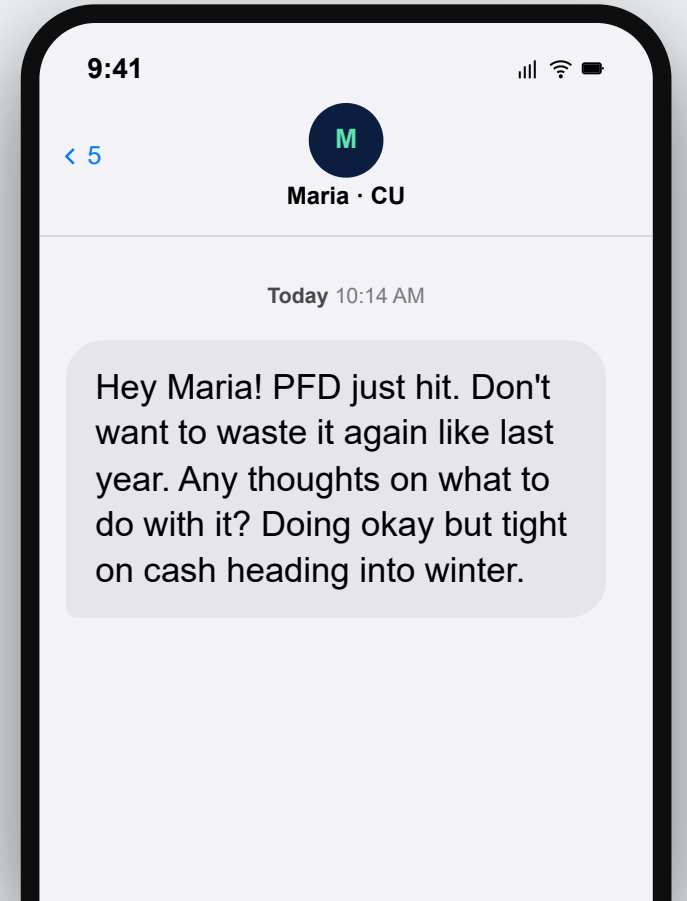 9:41
5
M
Maria · CU
Today 10:14 AM
Hey Maria! PFD just hit. Don't
want to waste it again like last
year. Any thoughts on what to
do with it? Doing okay but tight
on cash heading into winter.